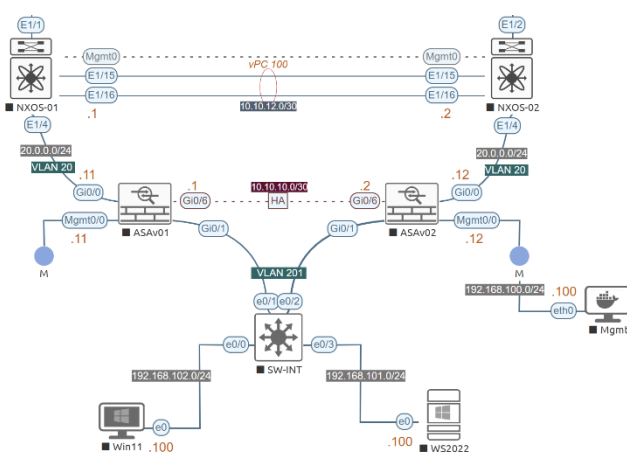 E1/1
E1/2
Mgmt0
vPC 100
Mgmt0
E1/15
E1/15
E1/16
E1/16
NXOS-01
10.10.12.0/30
NXOS-02
.1
.2
E1/4
E1/4
20.0.0.0/24
20.0.0.0/24
VLAN 20
VLAN 20
.11
.12
Gi0/0
.1
10.10.10.0/30
.2
Gi0/0
Gi0/6
HA
Gi0/6
Mgmt0/0
Mgmt0/0
ASAv01
Gi0/1
Gi0/1
ASAv02
.11
.12
M
VLAN 201
M
192.168.100.0/24
.100
e0/1
e0/2
eth0
Mgmt
e0/0
e0/3
SW-INT
192.168.102.0/24
192.168.101.0/24
e0
e0
Win11
.100
.100
WS2022